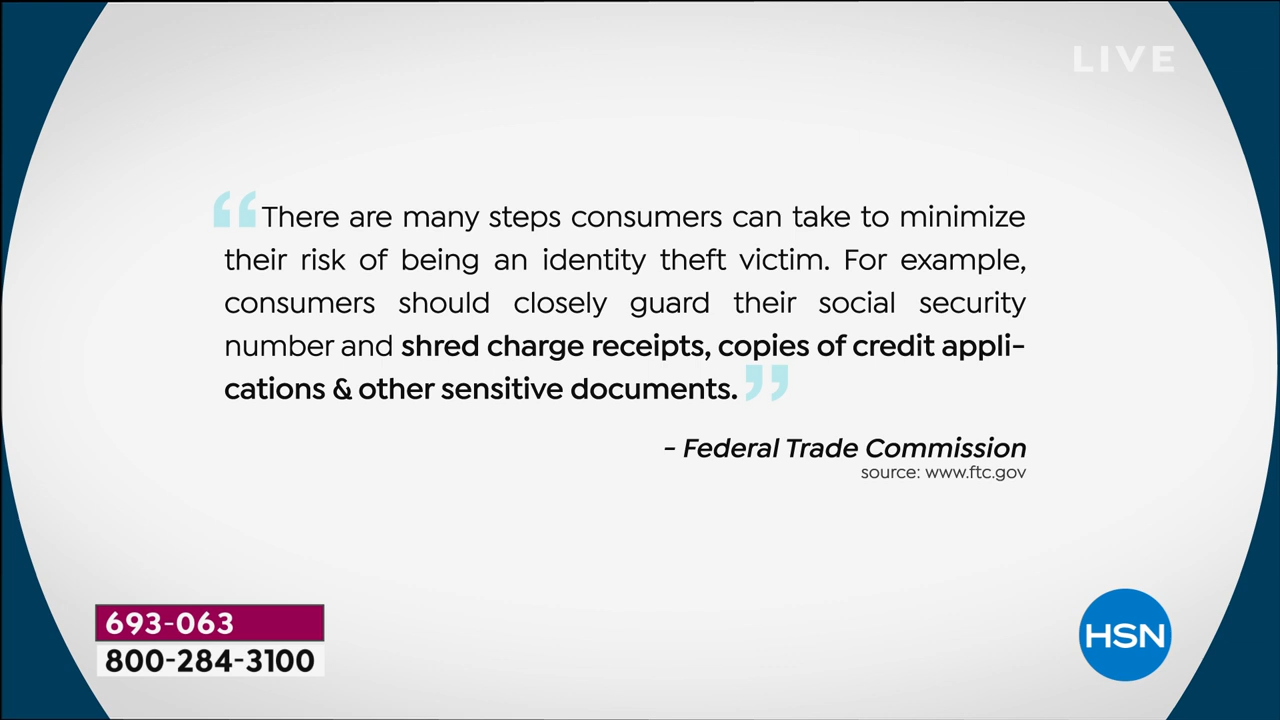 LIVE
“There are many steps consumers can take to minimize
their risk of being an identity theft victim. For example,
consumers should closely guard their social security
number and shred charge receipts, copies of credit appli-
cations & other sensitive documents.”
- Federal Trade Commission
source: www.ftc.gov
693-063
800-284-3100
HSN